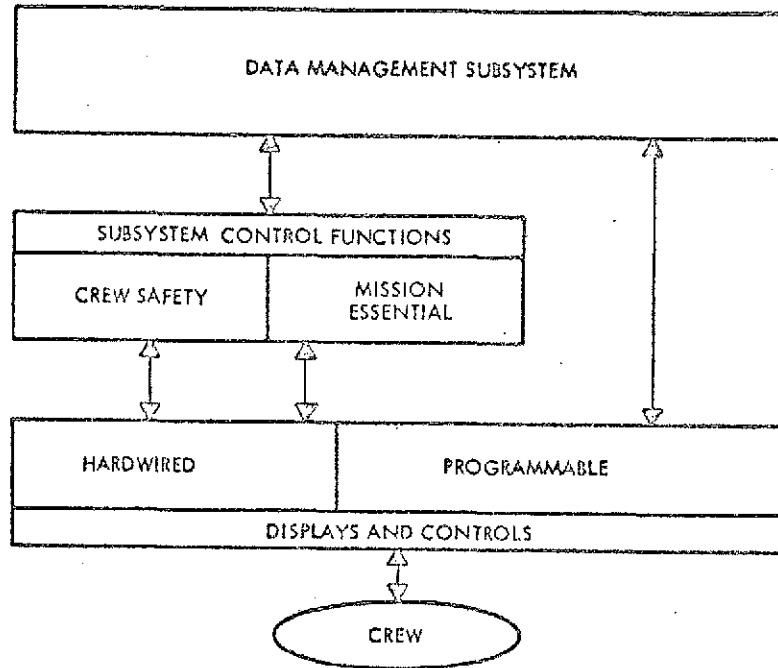 DATA MANAGEMENT SUBSYSTEM
SUBSYSTEM CONTROL FUNCTIONS
CREW SAFETY
MISSION
ESSENTIAL
HARDWIRED
PROGRAMMABLE
DISPLAYS AND CONTROLS
CREW